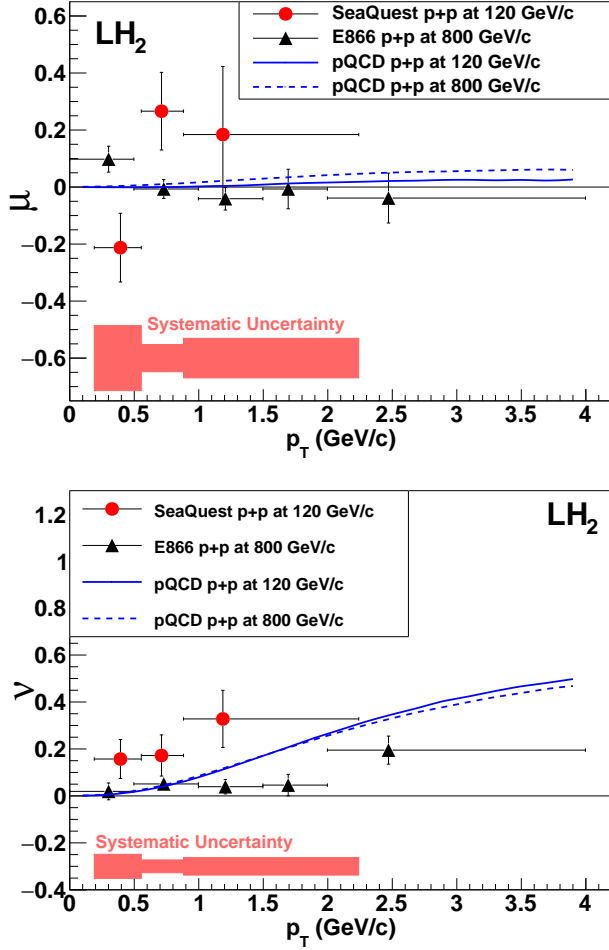 LH2
SeaQuest p+p at 120 GeV/c
E866 p+p at 800 GeV/c
pQCD p+p at 120 GeV/c
pQCD p+p at 800 GeV/c
0.6
0.4
0.2
0
−0.2
−0.4
−0.6
μ
Systematic Uncertainty
0 0.5 1 1.5 2 2.5 3 3.5 4
pT (GeV/c)
LH2
SeaQuest p+p at 120 GeV/c
E866 p+p at 800 GeV/c
pQCD p+p at 120 GeV/c
pQCD p+p at 800 GeV/c
1.2
1
0.8
0.6
0.4
0.2
0
−0.2
−0.4
ν
Systematic Uncertainty
0 0.5 1 1.5 2 2.5 3 3.5 4
pT (GeV/c)